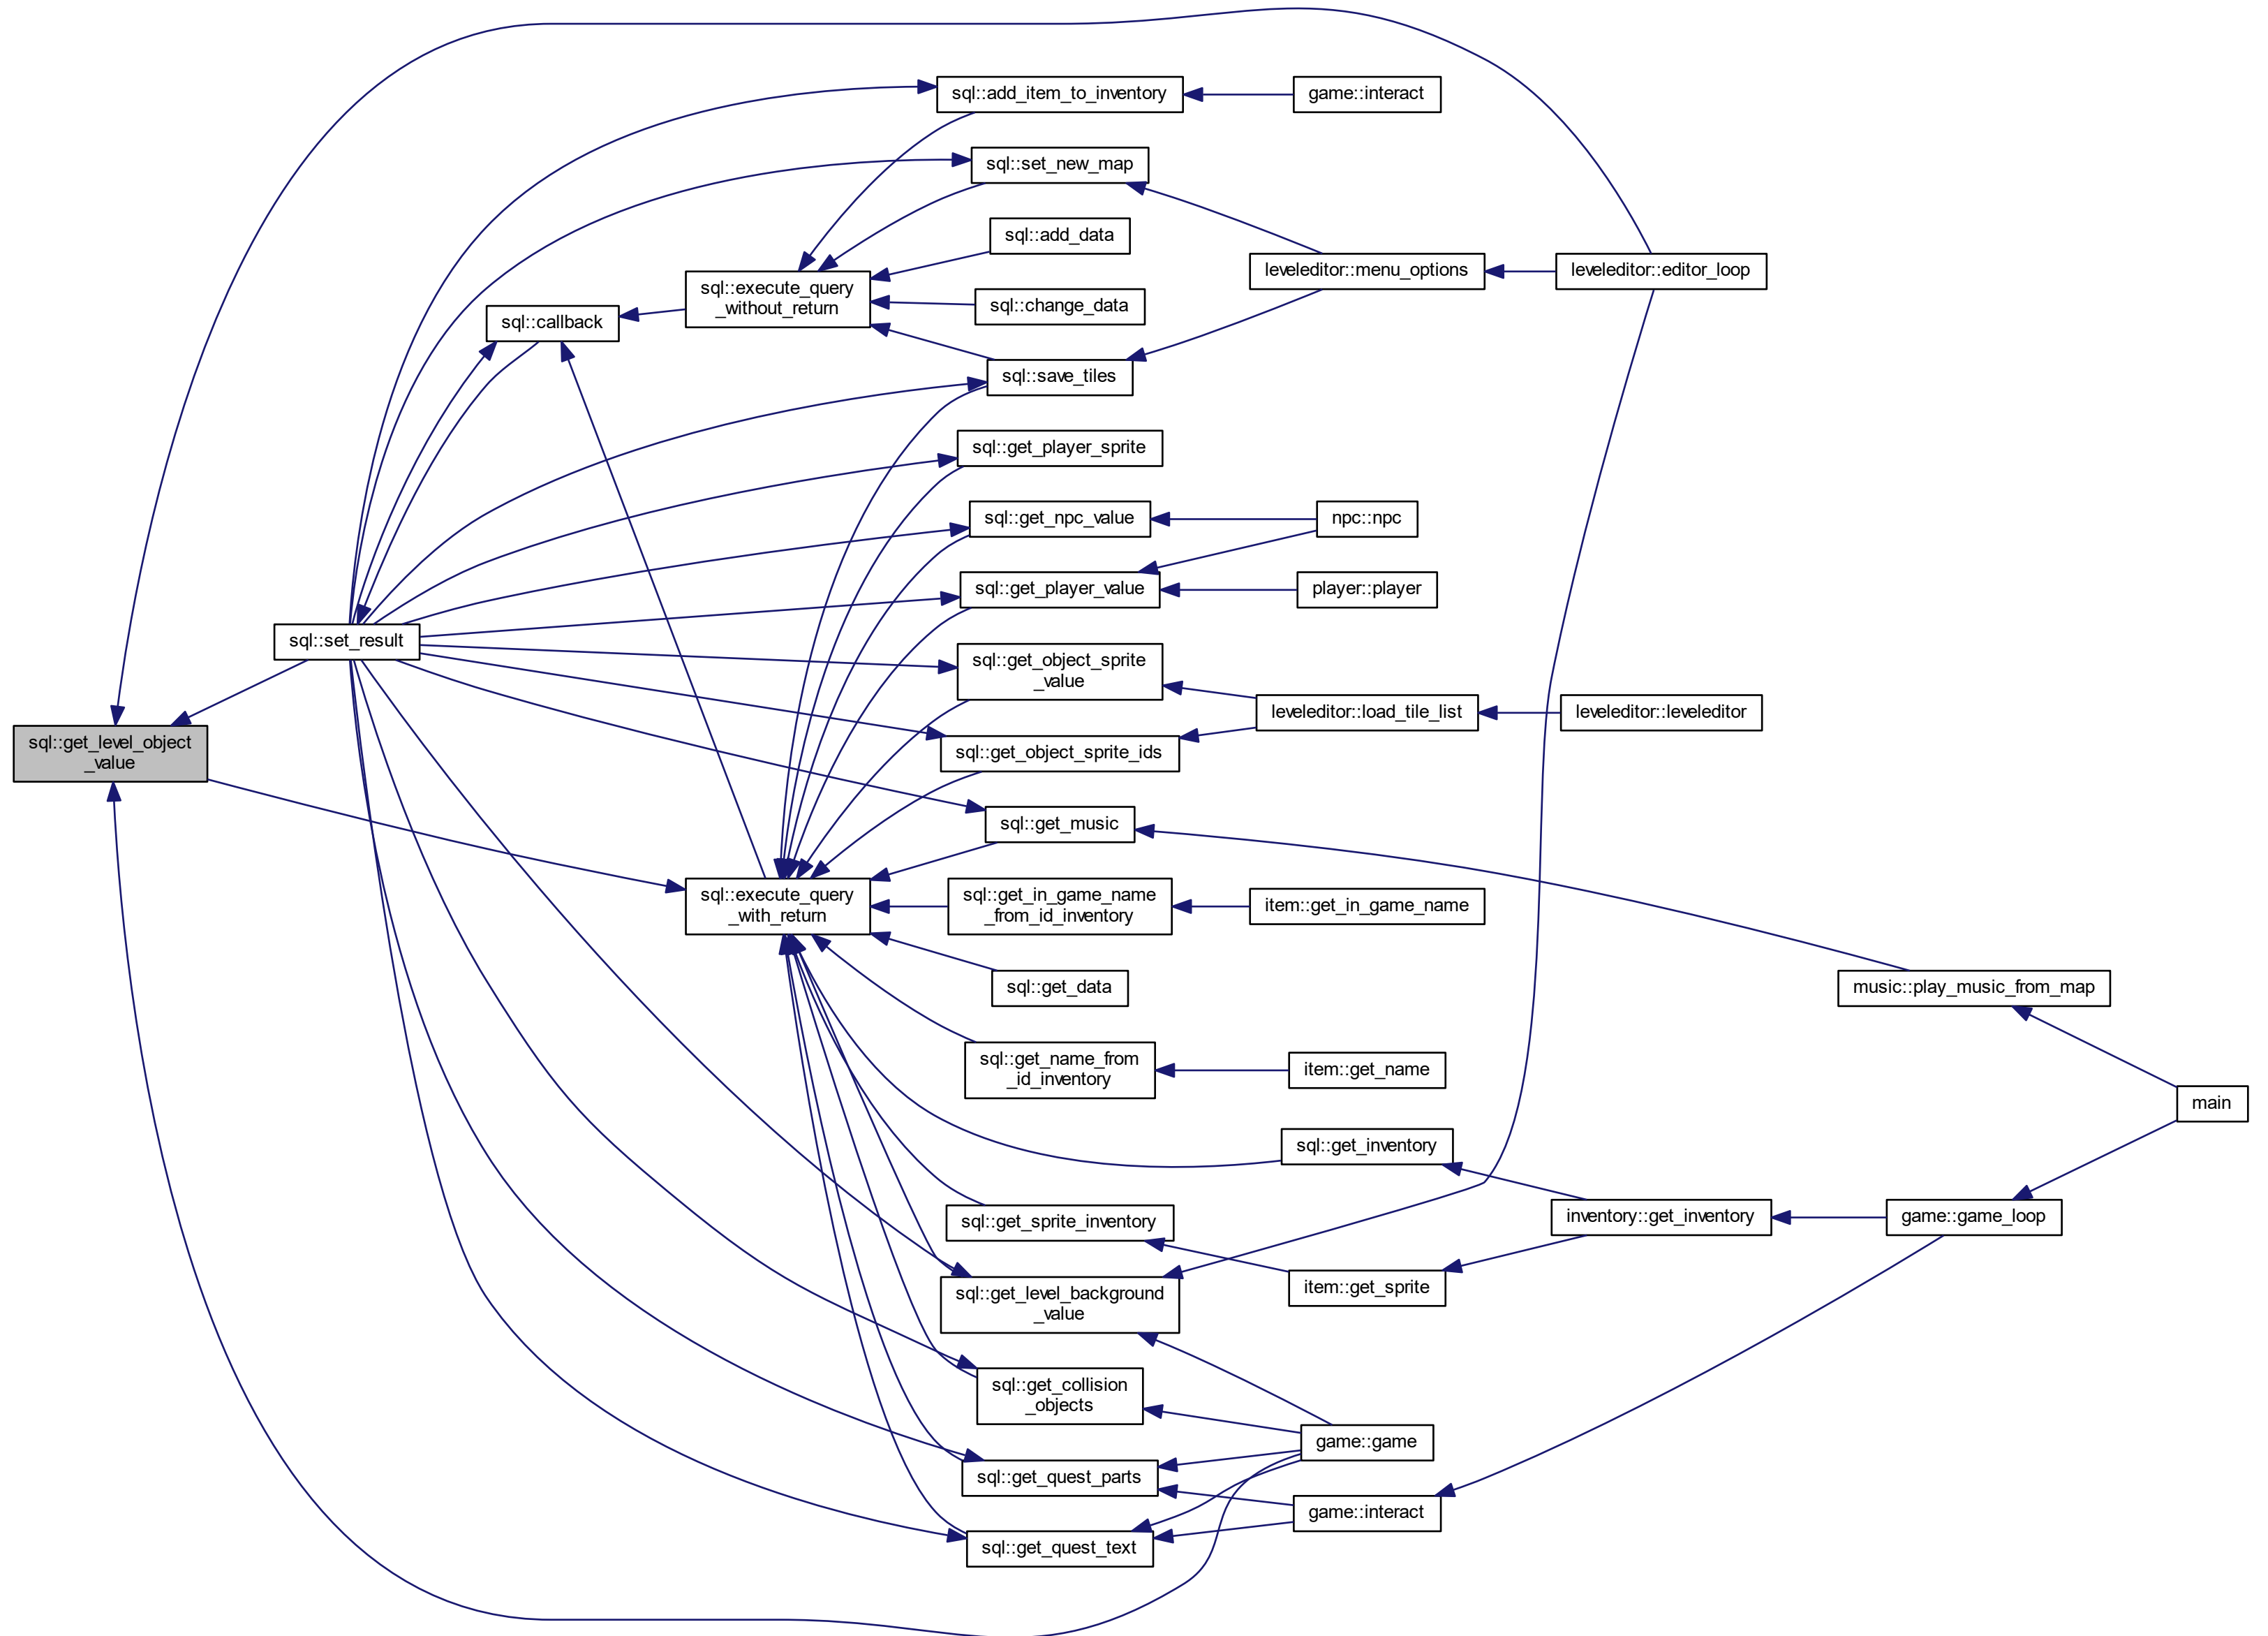 sql::add_item_to_inventory
game::interact
sql::set_new_map
sql::add_data
leveleditor::menu_options
leveleditor::editor_loop
sql::execute_query
_without_return
sql::change_data
sql::callback
sql::save_tiles
sql::get_player_sprite
sql::get_npc_value
npc::npc
sql::get_player_value
player::player
sql::set_result
sql::get_object_sprite
_value
leveleditor::load_tile_list
leveleditor::leveleditor
sql::get_level_object
_value
sql::get_object_sprite_ids
sql::get_music
sql::execute_query
_with_return
sql::get_in_game_name
_from_id_inventory
item::get_in_game_name
sql::get_data
music::play_music_from_map
sql::get_name_from
_id_inventory
item::get_name
main
sql::get_inventory
sql::get_sprite_inventory
inventory::get_inventory
game::game_loop
item::get_sprite
sql::get_level_background
_value
sql::get_collision
_objects
game::game
sql::get_quest_parts
game::interact
sql::get_quest_text